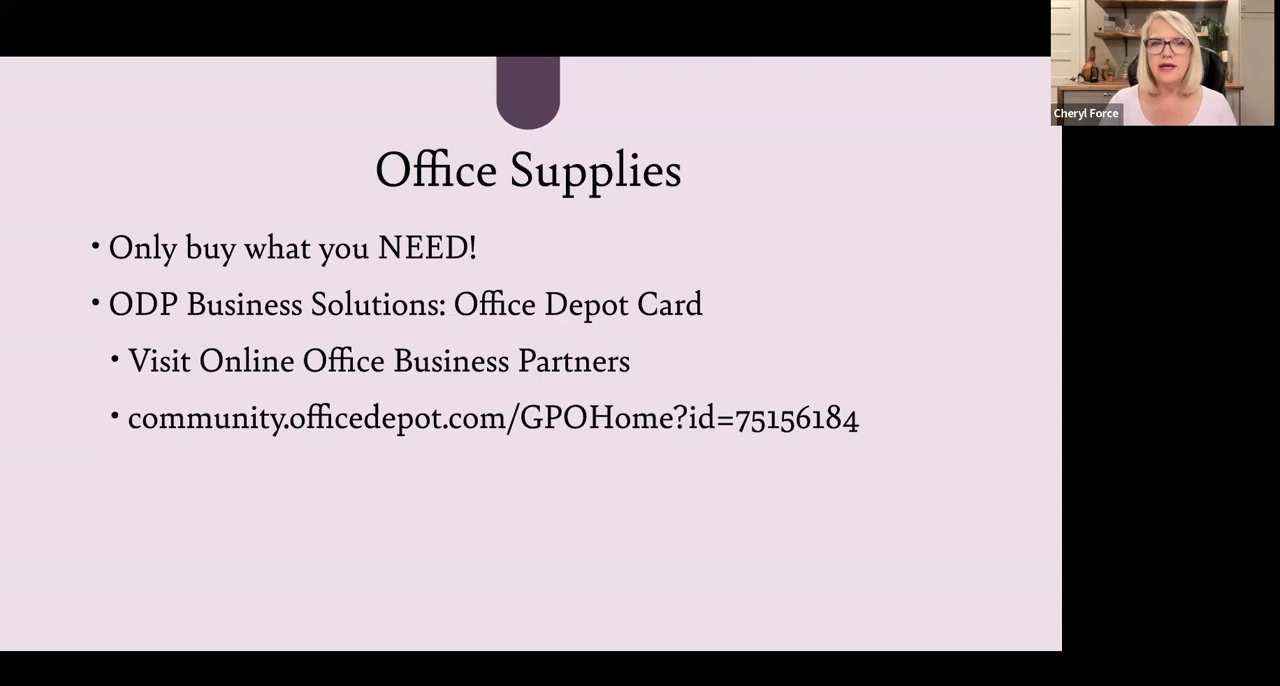 Cheryl Force
Office Supplies
• Only buy what you NEED!
• ODP Business Solutions: Office Depot Card
• Visit Online Office Business Partners
• community.officedepot.com/GPOHome?id=75156184